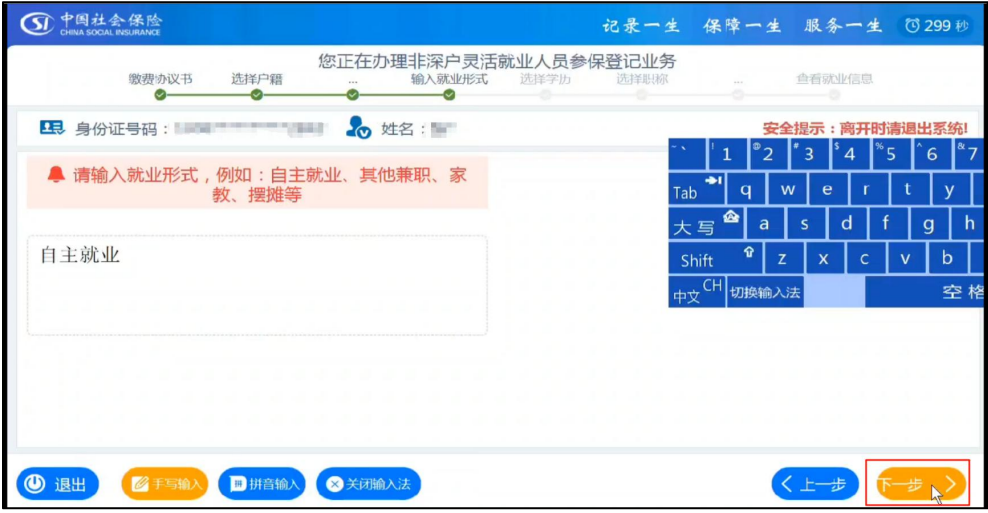 中国社会保险
CHINA SOCIAL INSURANCE
记录一生 保障一生 服务一生 299 秒
您正在办理非深户灵活就业人员参保登记业务
缴费协议书 选择户籍 ... 输入就业形式 选择学历 选择职称 ... 查看就业信息
身份证号码： 姓名：
安全提示：离开时请退出系统!
请输入就业形式，例如：自主就业、其他兼职、家
教、摆摊等
自主就业
~ ` ! 1 @ 2 # 3 $ 4 % 5 ^ 6 & 7
Tab q w e r t y
大写 a s d f g h
Shift z x c v b
中文 CH 切换输入法 空格
退出 手写输入 拼 拼音输入 关闭输入法 上一步 下一步